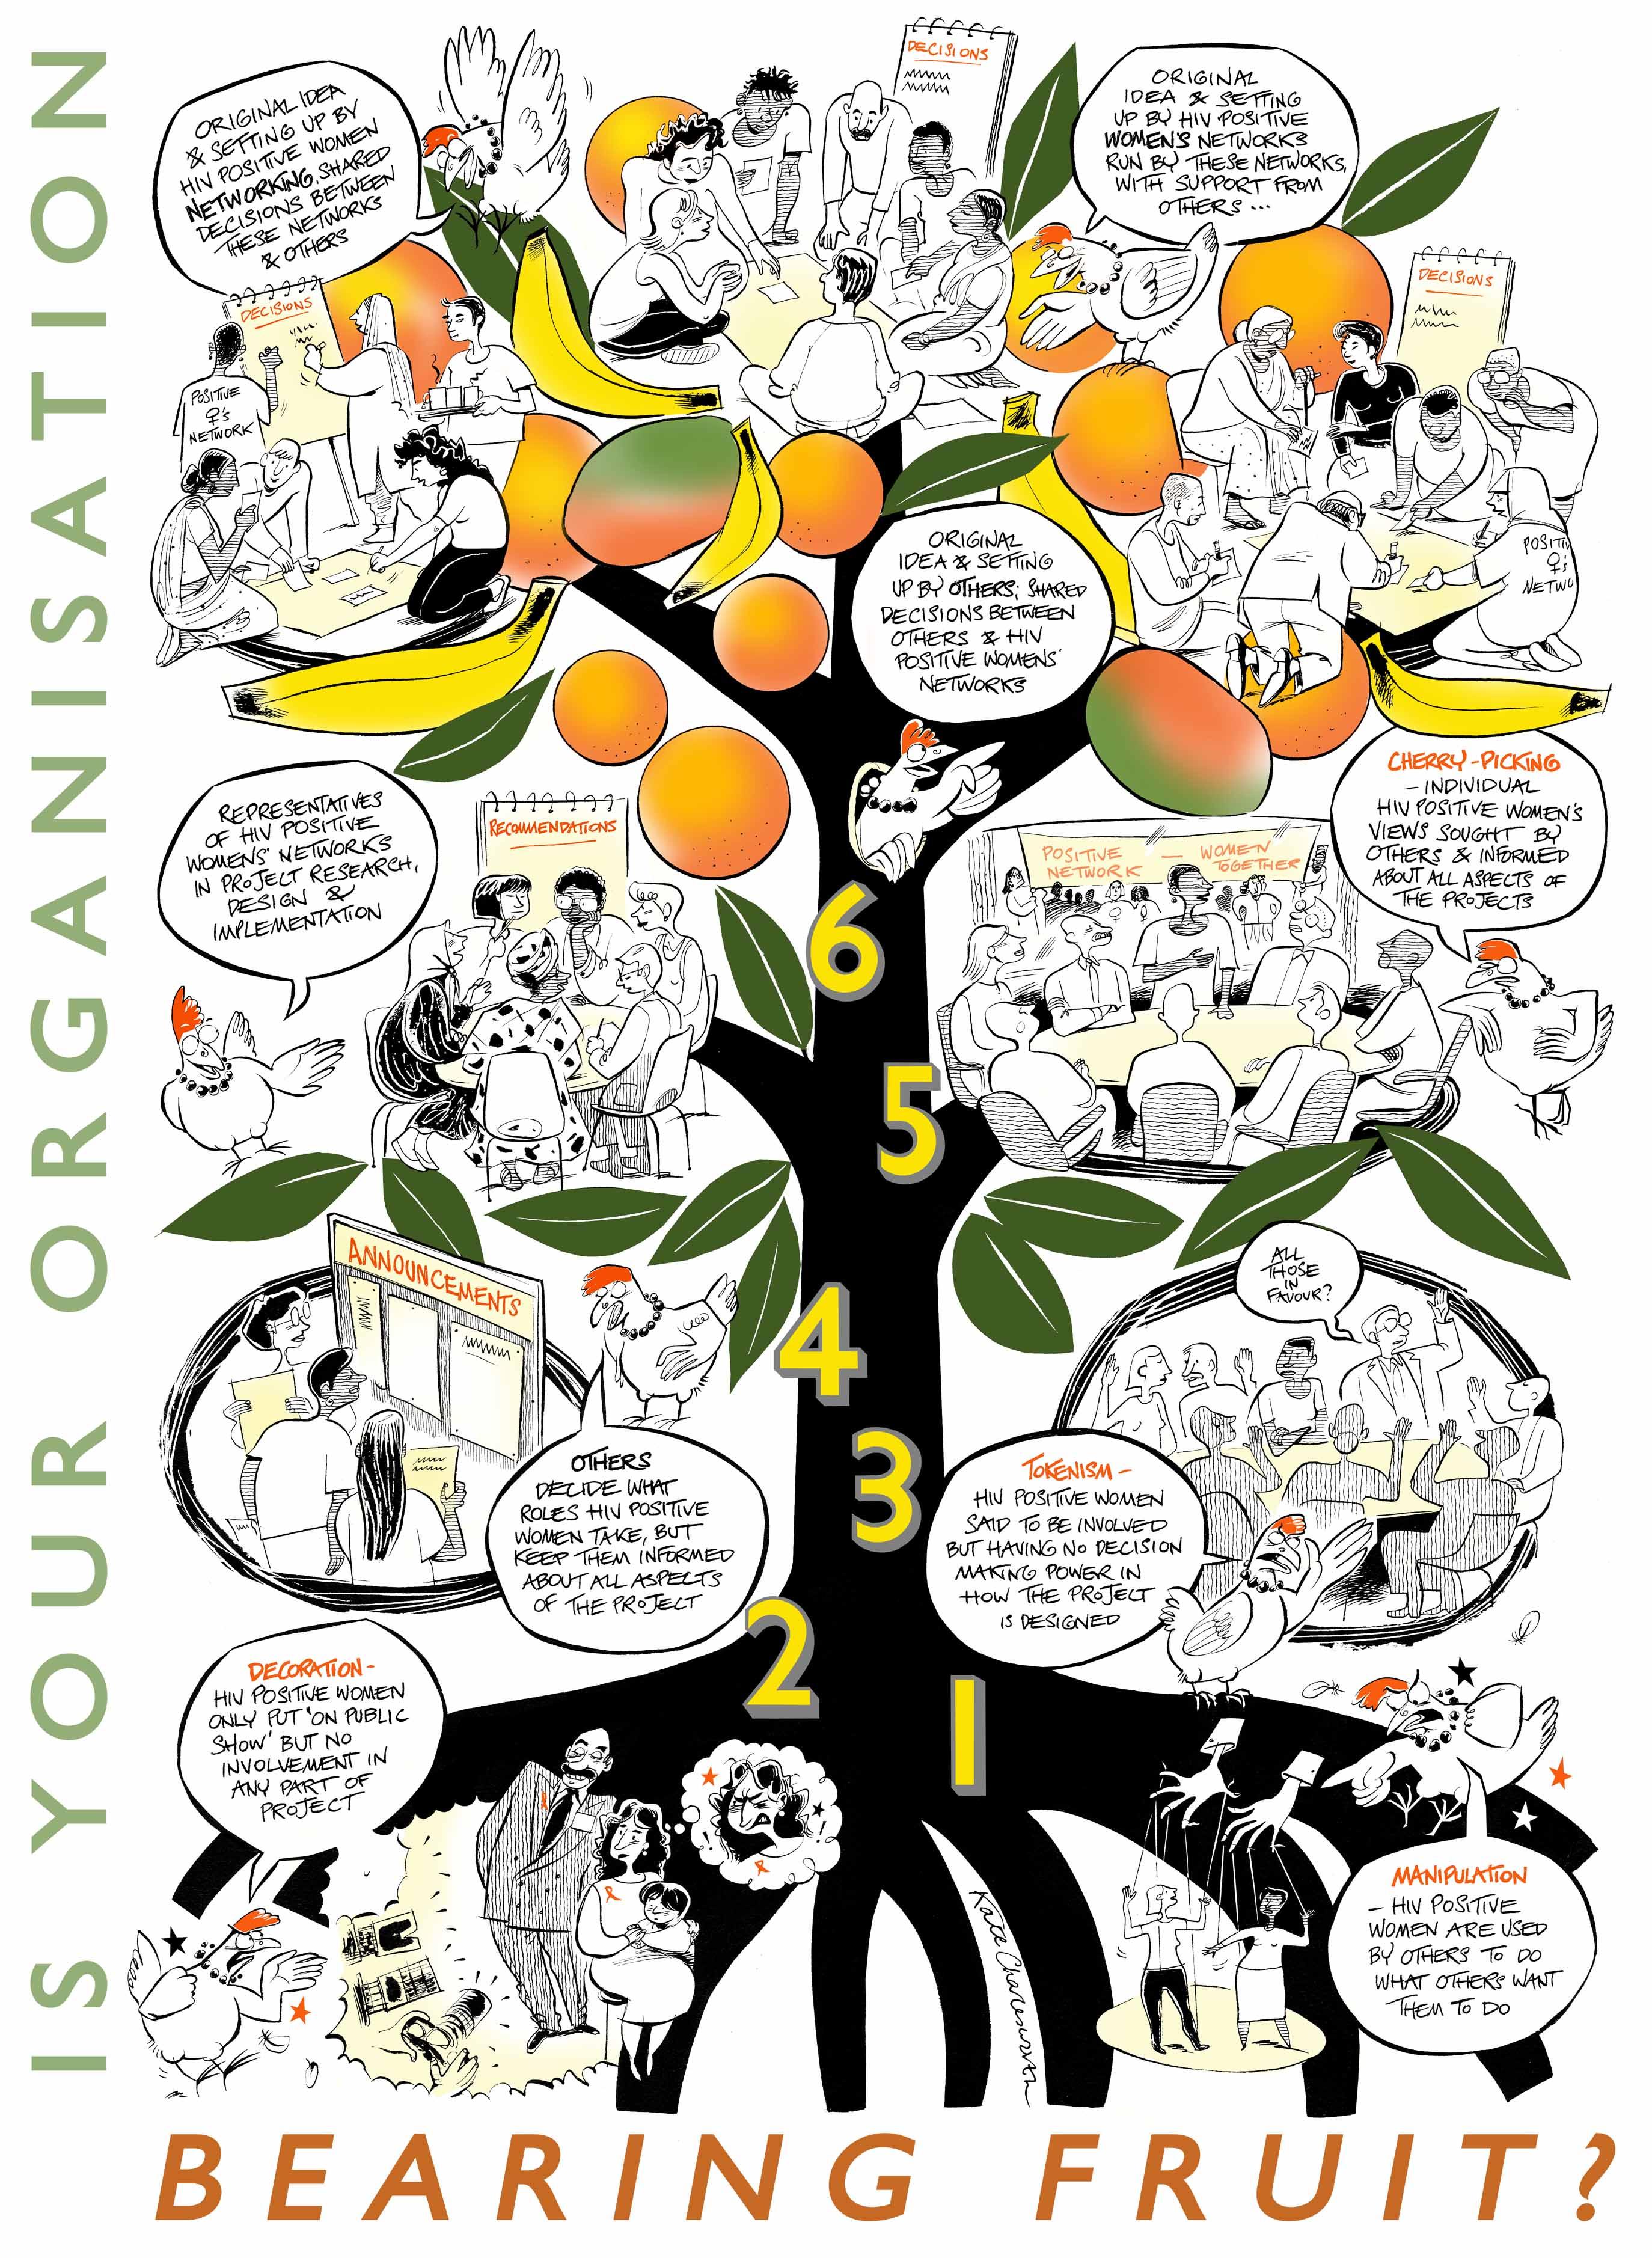 IS YOUR ORGANISATION
BEARING FRUIT?
ORIGINAL IDEA
& SETTING UP BY
HIV POSITIVE WOMEN
NETWORKING, SHARED
DECISIONS BETWEEN
THESE NETWORKS
& OTHERS
DECISIONS
ORIGINAL
IDEA & SETTING
UP BY HIV POSITIVE
WOMEN'S NETWORKS
RUN BY THESE NETWORKS,
WITH SUPPORT FROM
OTHERS...
DECISIONS
POSITIVE
♀'s
NETWORK
DECISIONS
POSITIV
♀'s
NETWO
ORIGINAL
IDEA & SETTING
UP BY OTHERS; SHARED
DECISIONS BETWEEN
OTHERS & HIV
POSITIVE WOMENS'
NETWORKS
REPRESENTATIVES
OF HIV POSITIVE
WOMENS' NETWORKS
IN PROJECT RESEARCH,
DESIGN &
IMPLEMENTATION
RECOMMENDATIONS
6
POSITIVE — WOMEN
NETWORK TOGETHER
CHERRY-PICKING
– INDIVIDUAL
HIV POSITIVE WOMEN'S
VIEWS SOUGHT BY
OTHERS & INFORMED
ABOUT ALL ASPECTS OF
THE PROJECTS
5
ANNOUNCEMENTS
4
OTHERS
DECIDE WHAT
ROLES HIV POSITIVE
WOMEN TAKE, BUT
KEEP THEM INFORMED
ABOUT ALL ASPECTS
OF THE PROJECT
ALL
THOSE
IN
FAVOUR?
3
TOKENISM –
HIV POSITIVE WOMEN
SAID TO BE INVOLVED
BUT HAVING NO DECISION
MAKING POWER IN
HOW THE PROJECT
IS DESIGNED
2
DECORATION –
HIV POSITIVE WOMEN
ONLY PUT 'ON PUBLIC
SHOW' BUT NO
INVOLVEMENT IN
ANY PART OF
PROJECT
1
MANIPULATION
– HIV POSITIVE
WOMEN ARE USED
BY OTHERS TO DO
WHAT OTHERS WANT
THEM TO DO
Kate Charlesworth